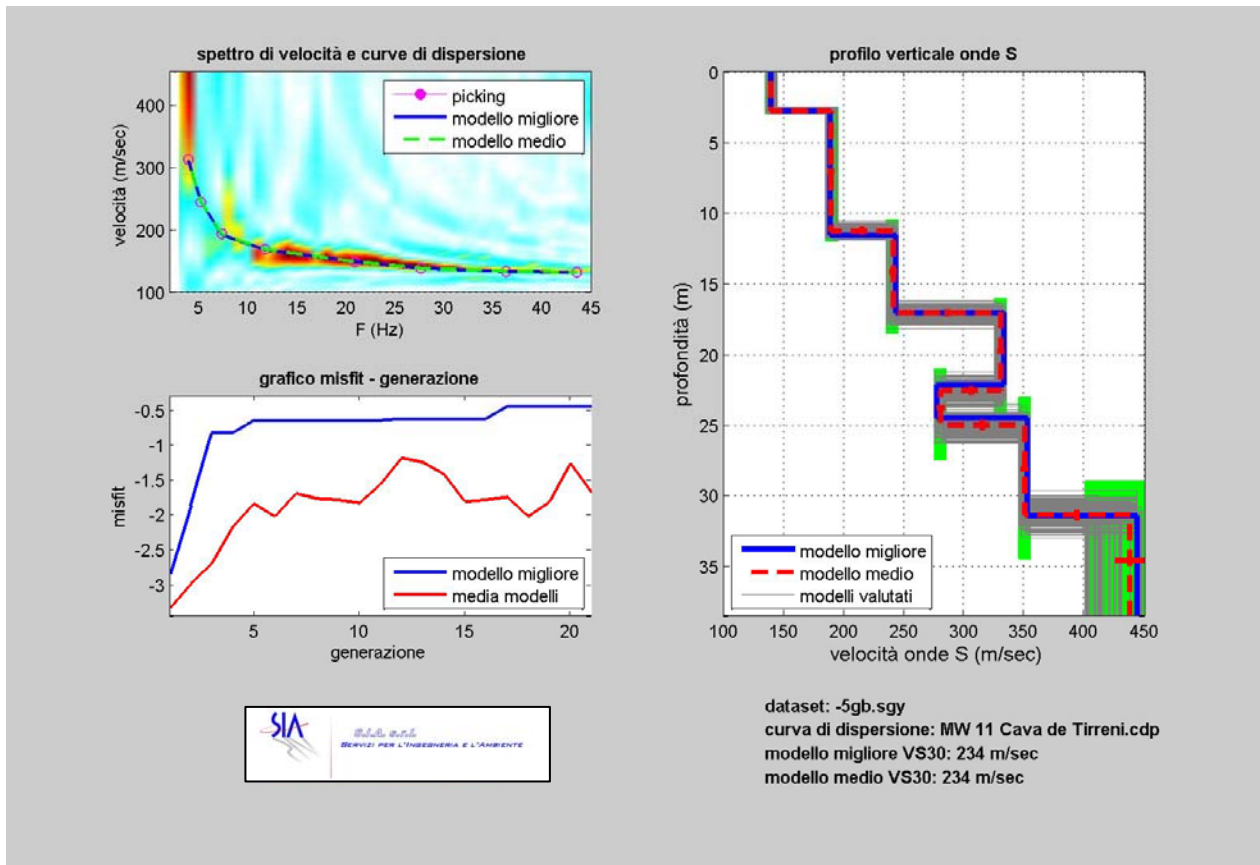 spettro di velocità e curve di dispersione
400
300
200
100
velocità (m/sec)
picking
modello migliore
modello medio
5 10 15 20 25 30 35 40 45
F (Hz)
grafico misfit - generazione
-0.5
-1
-1.5
-2
-2.5
-3
misfit
modello migliore
media modelli
5 10 15 20
generazione
SIA
S.I.A. s.r.l.
SERVIZI PER L'INGEGNERIA E L'AMBIENTE
profilo verticale onde S
0
5
10
15
20
25
30
35
profondità (m)
modello migliore
modello medio
modelli valutati
100 150 200 250 300 350 400 450
velocità onde S (m/sec)
dataset: -5gb.sgy
curva di dispersione: MW 11 Cava de Tirreni.cdp
modello migliore VS30: 234 m/sec
modello medio VS30: 234 m/sec